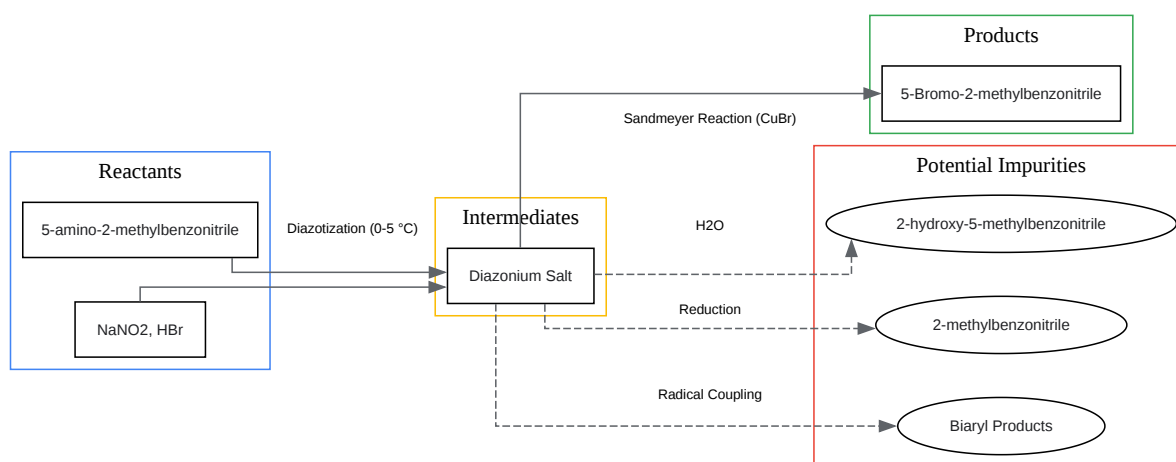 Products
5-Bromo-2-methylbenzonitrile
Sandmeyer Reaction (CuBr)
Reactants
5-amino-2-methylbenzonitrile
NaNO2, HBr
Diazotization (0-5 °C)
Intermediates
Diazonium Salt
Potential Impurities
H2O
2-hydroxy-5-methylbenzonitrile
Reduction
2-methylbenzonitrile
Radical Coupling
Biaryl Products